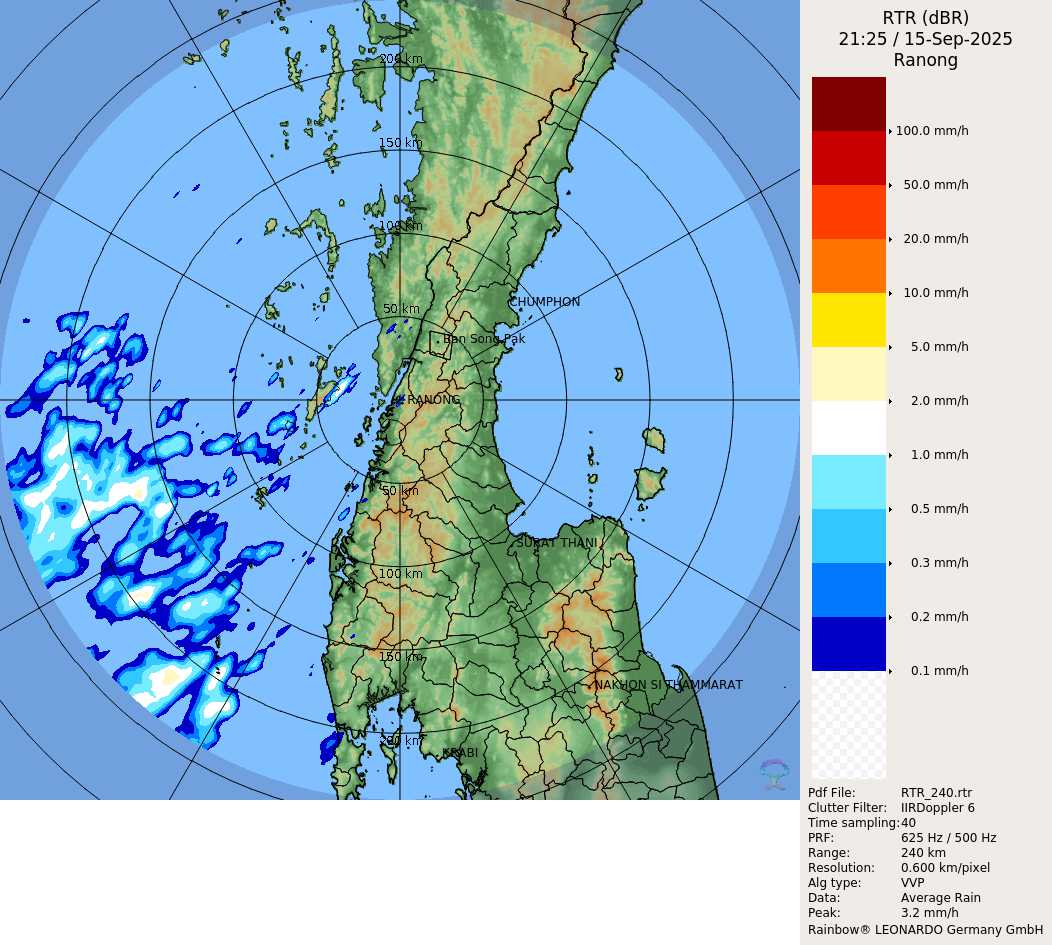 RTR (dBR)
21:25 / 15-Sep-2025
Ranong
100.0 mm/h
50.0 mm/h
20.0 mm/h
10.0 mm/h
5.0 mm/h
2.0 mm/h
1.0 mm/h
0.5 mm/h
0.3 mm/h
0.2 mm/h
0.1 mm/h
Pdf File: RTR_240.rtr
Clutter Filter: IIRDoppler 6
Time sampling: 40
PRF: 625 Hz / 500 Hz
Range: 240 km
Resolution: 0.600 km/pixel
Alg type: VVP
Data: Average Rain
Peak: 3.2 mm/h
Rainbow® LEONARDO Germany GmbH
200 km
150 km
100 km
CHUMPHON
50 km
Ban Song Pak
RANONG
50 km
SURAT THANI
100 km
150 km
NAKHON SI THAMMARAT
200 km
KRABI